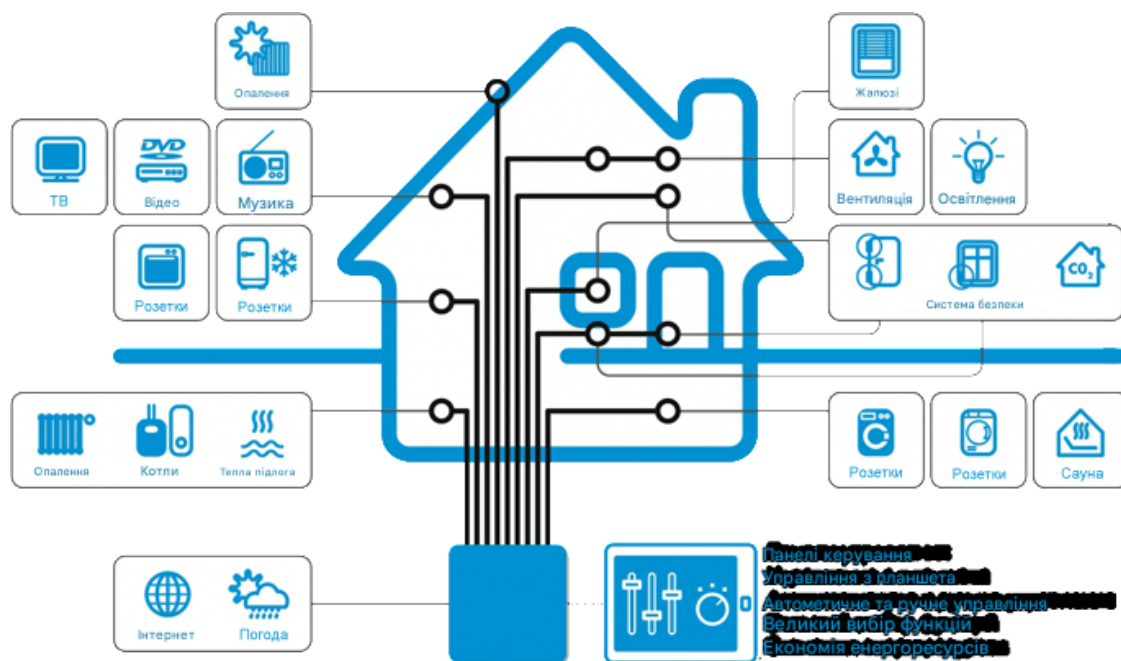 Опалення
Жалюзі
ТВ
DVD
Відео
Музика
Вентиляція
Освітлення
Розетки
Розетки
CO₂
Система безпеки
Опалення
Котли
Тепла підлога
Розетки
Розетки
Сауна
Інтернет
Погода
Панелі керування
Управління з планшета
Автометичне та ручне управління
Великий вибір функцій
Економія енергоресурсів